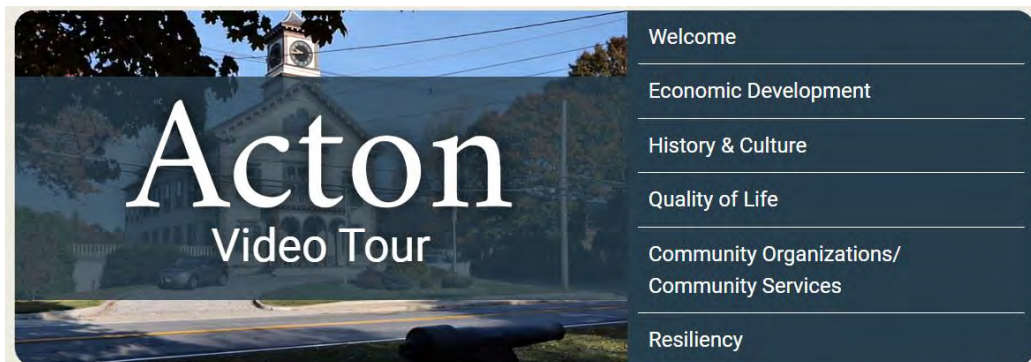 Acton
Video Tour
Welcome
Economic Development
History & Culture
Quality of Life
Community Organizations/
Community Services
Resiliency